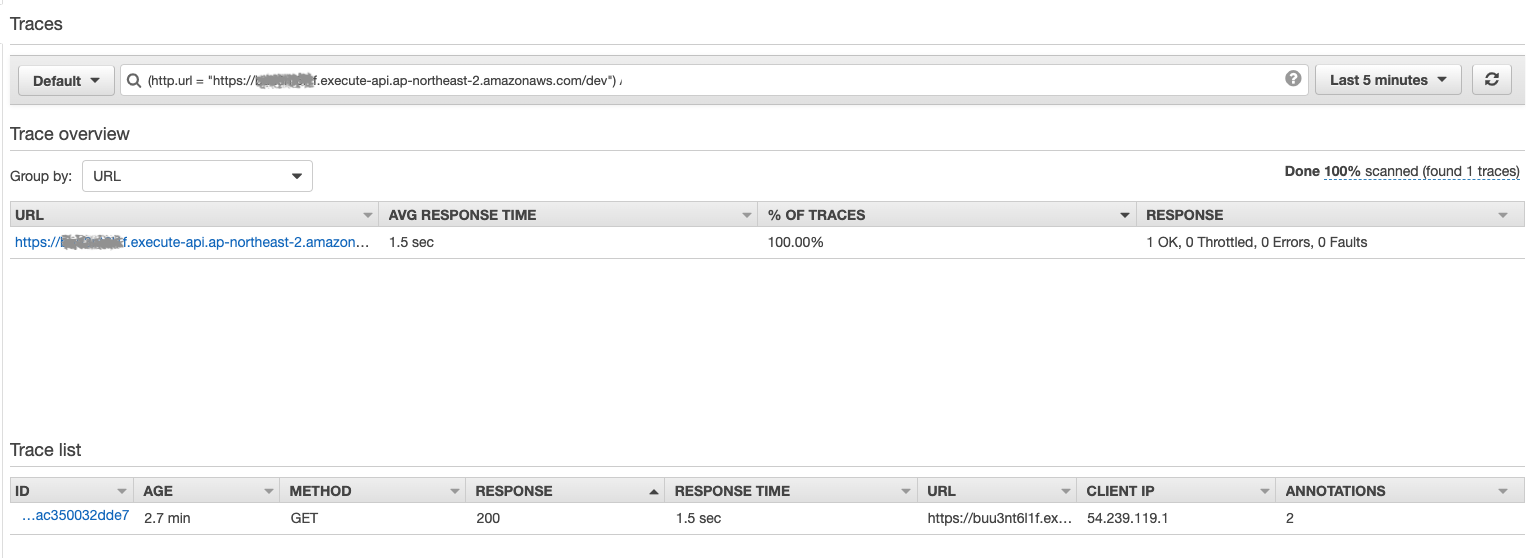 Traces
Default (http.url = "https://b f.execute-api.ap-northeast-2.amazonaws.com/dev") / ? Last 5 minutes
Trace overview
Group by: URL Done 100% scanned (found 1 traces)
URL AVG RESPONSE TIME % OF TRACES RESPONSE
https:// f.execute-api.ap-northeast-2.amazon... 1.5 sec 100.00% 1 OK, 0 Throttled, 0 Errors, 0 Faults
Trace list
ID AGE METHOD RESPONSE RESPONSE TIME URL CLIENT IP ANNOTATIONS
...ac350032dde7 2.7 min GET 200 1.5 sec https://buu3nt6l1f.ex... 54.239.119.1 2